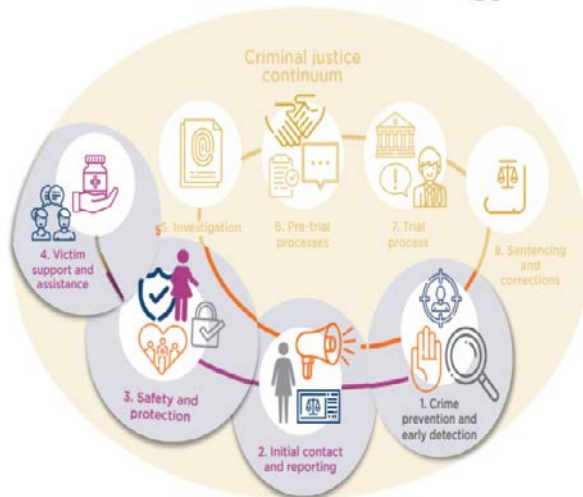 Criminal justice
continuum
5. Investigation
6. Pre-trial
processes
7. Trial
process
8. Sentencing
and
corrections
4. Victim
support and
assistance
5
3. Safety and
protection
2. Initial contact
and reporting
1. Crime
prevention and
early detection